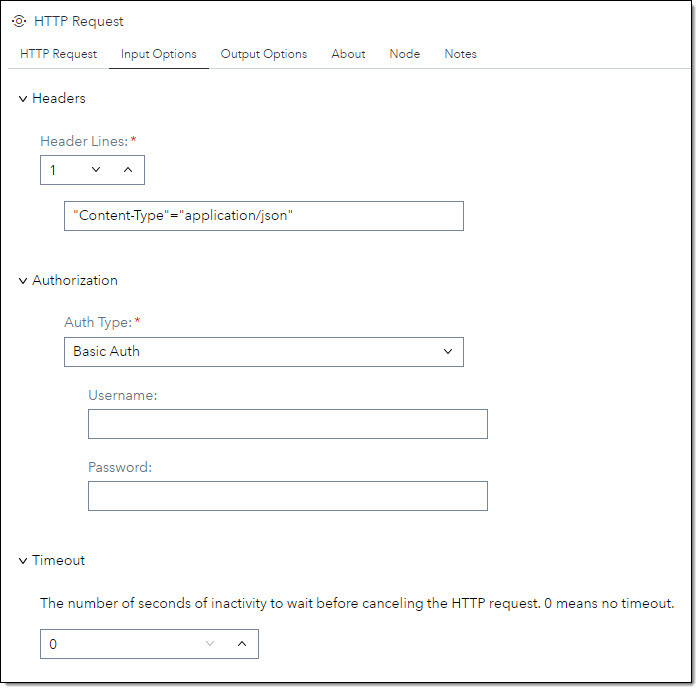 HTTP Request
HTTP Request Input Options Output Options About Node Notes
Headers
Header Lines: *
1
"Content-Type"="application/json"
Authorization
Auth Type: *
Basic Auth
Username:
Password:
Timeout
The number of seconds of inactivity to wait before canceling the HTTP request. 0 means no timeout.
0